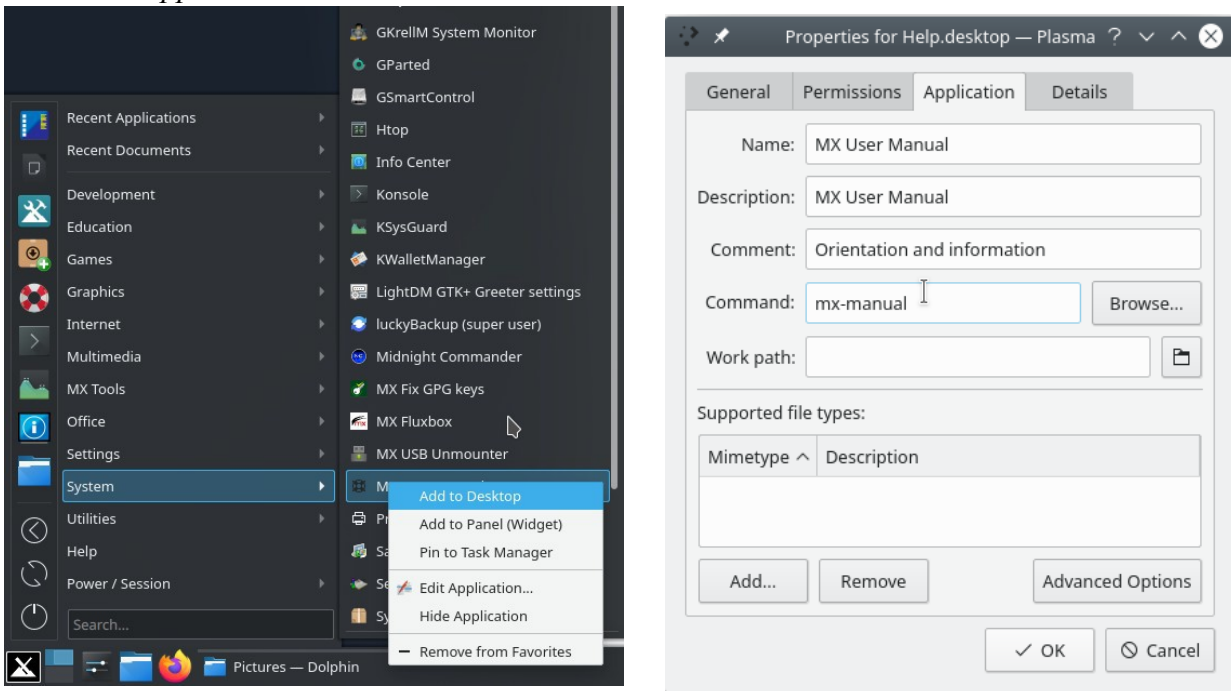 GKrellM System Monitor
GParted
GSmartControl
Htop
Info Center
Konsole
KSysGuard
KWalletManager
LightDM GTK+ Greeter settings
luckyBackup (super user)
Midnight Commander
MX Fix GPG keys
MX Fluxbox
MX USB Unmounter
Recent Applications
Recent Documents
Development
Education
Games
Graphics
Internet
Multimedia
MX Tools
Office
Settings
System
Utilities
Help
Power / Session
Search...
Add to Desktop
Add to Panel (Widget)
Pin to Task Manager
Edit Application...
Hide Application
Remove from Favorites
Pictures — Dolphin
Properties for Help.desktop — Plasma
General Permissions Application Details
Name: MX User Manual
Description: MX User Manual
Comment: Orientation and information
Command: mx-manual Browse...
Work path:
Supported file types:
Mimetype Description
Add... Remove Advanced Options
OK Cancel